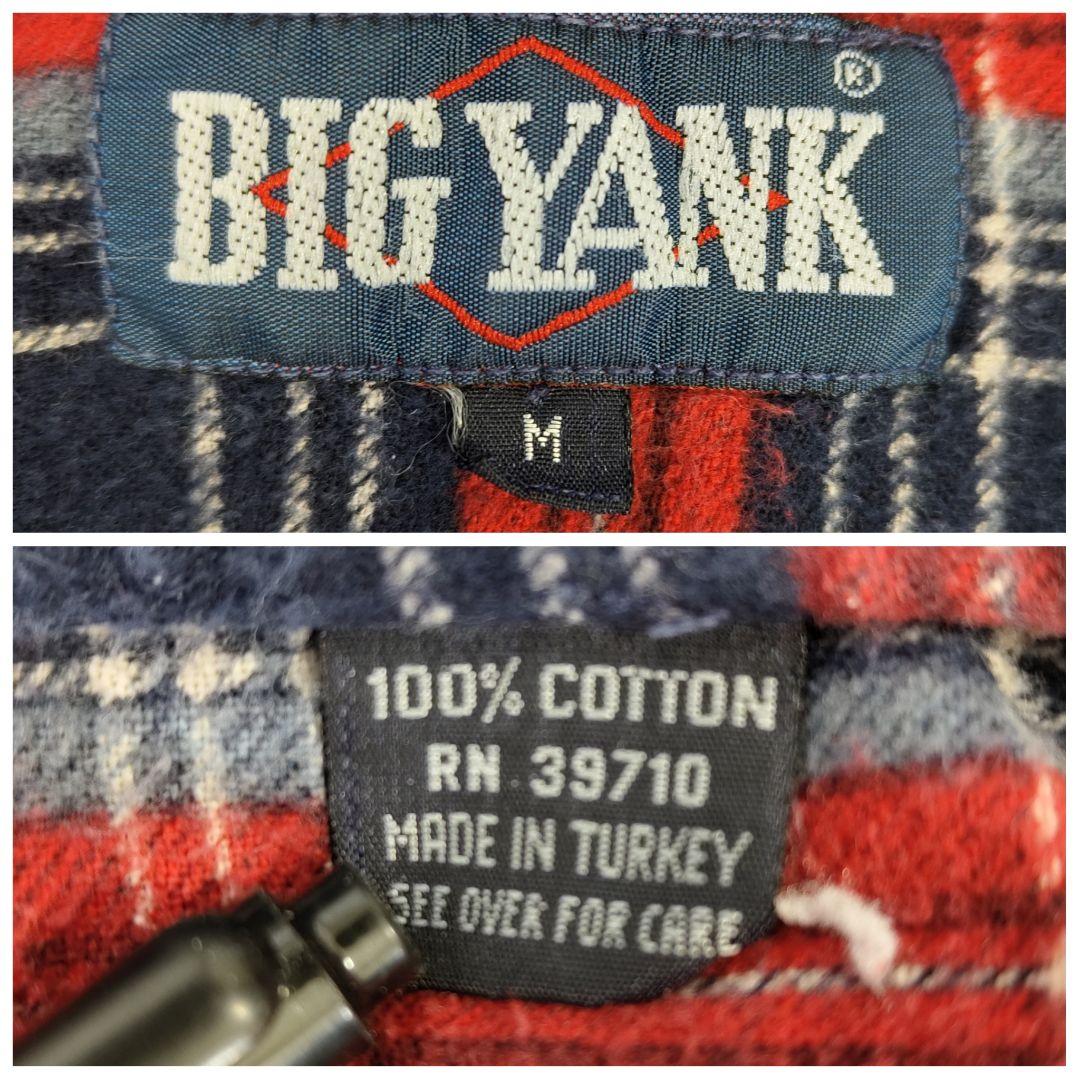 BIG YANK®
M
100% COTTON
RN 39710
MADE IN TURKEY
SEE OVER FOR CARE